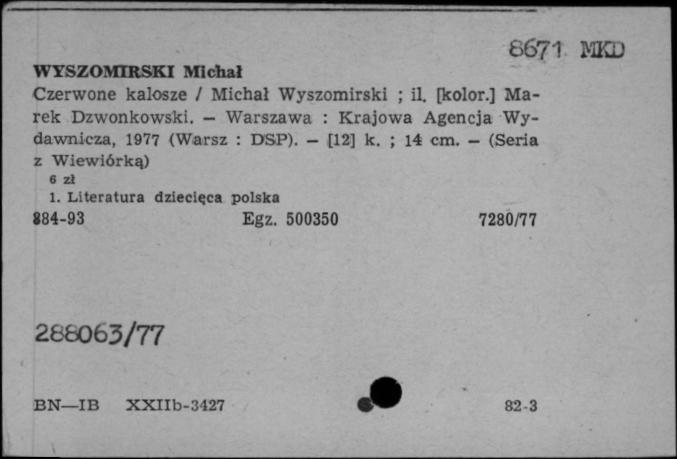 8671 MKD
WYSZOMIRSKI Michał
Czerwone kalosze / Michał Wyszomirski ; il. [kolor.] Ma-
rek Dzwonkowski. — Warszawa : Krajowa Agencja Wy-
dawnicza, 1977 (Warsz : DSP). — [12] k. ; 14 cm. — (Seria
z Wiewiórką)
6 zł
1. Literatura dziecięca polska
884-93 Egz. 500350 7280/77
288063/77
BN—IB XXIIb-3427 82-3